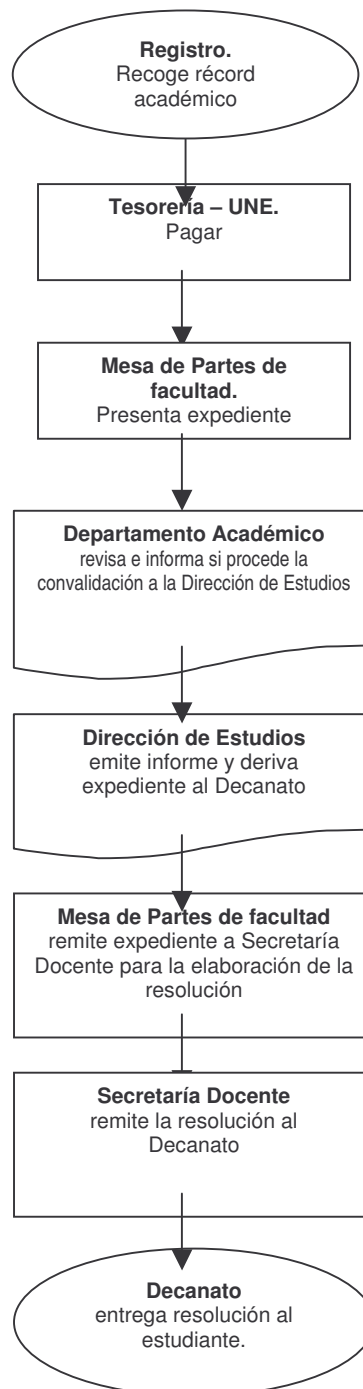 Registro.
Recoge récord
académico
Tesorería – UNE.
Pagar
Mesa de Partes de
facultad.
Presenta expediente
Departamento Académico
revisa e informa si procede la
convalidación a la Dirección de Estudios
Dirección de Estudios
emite informe y deriva
expediente al Decanato
Mesa de Partes de facultad
remite expediente a Secretaría
Docente para la elaboración de la
resolución
Secretaría Docente
remite la resolución al
Decanato
Decanato
entrega resolución al
estudiante.